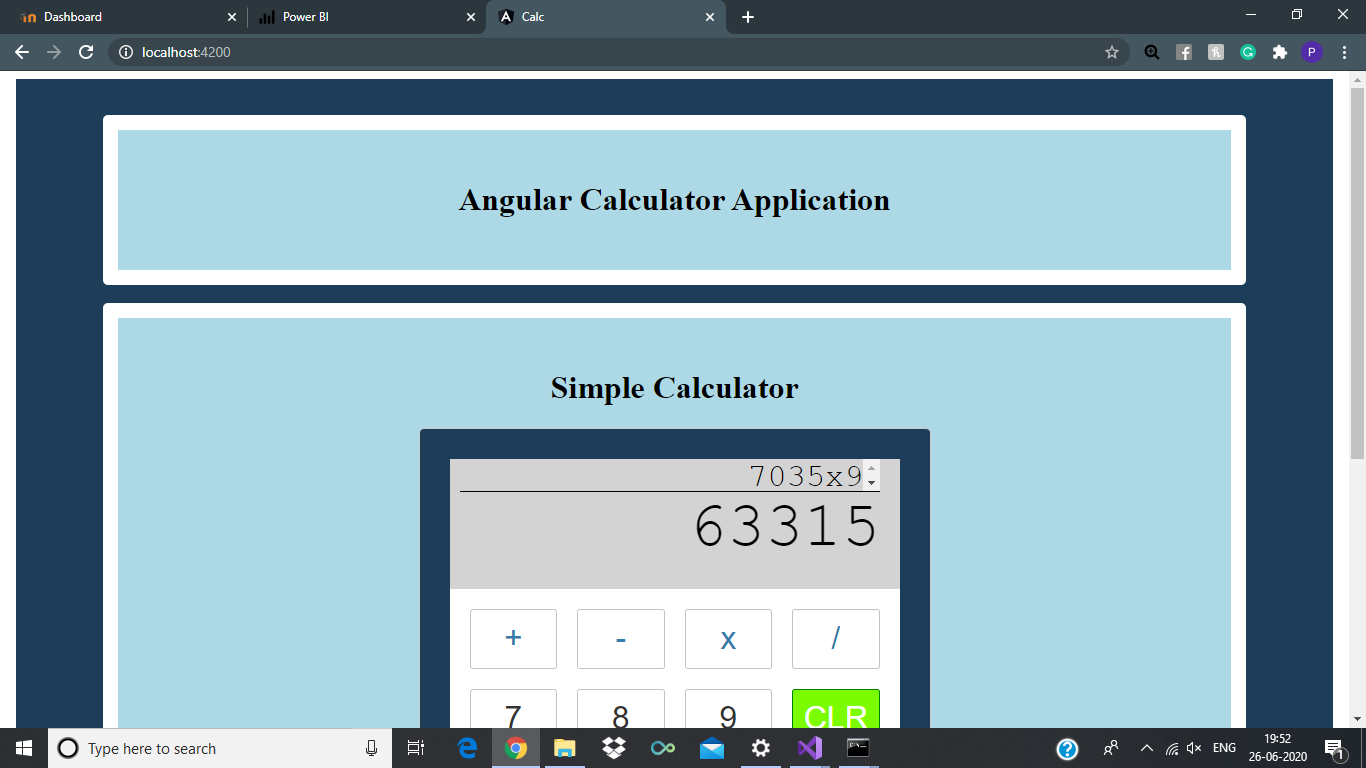 Dashboard
Power BI
Calc
localhost:4200
P
Angular Calculator Application
Simple Calculator
7035x9
63315
+ - x /
7 8 9 CLR
Type here to search
ENG
19:52
26-06-2020
1